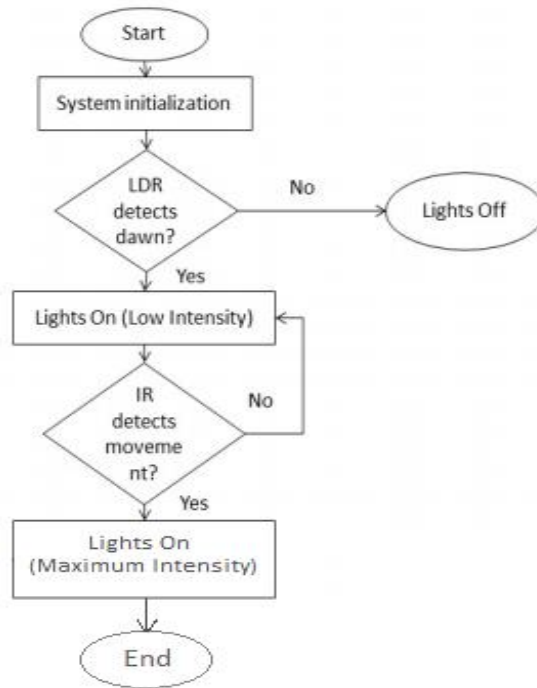 Start
System initialization
LDR
detects
dawn?
No
Lights Off
Yes
Lights On (Low Intensity)
IR
detects
moveme
nt?
No
Yes
Lights On
(Maximum Intensity)
End